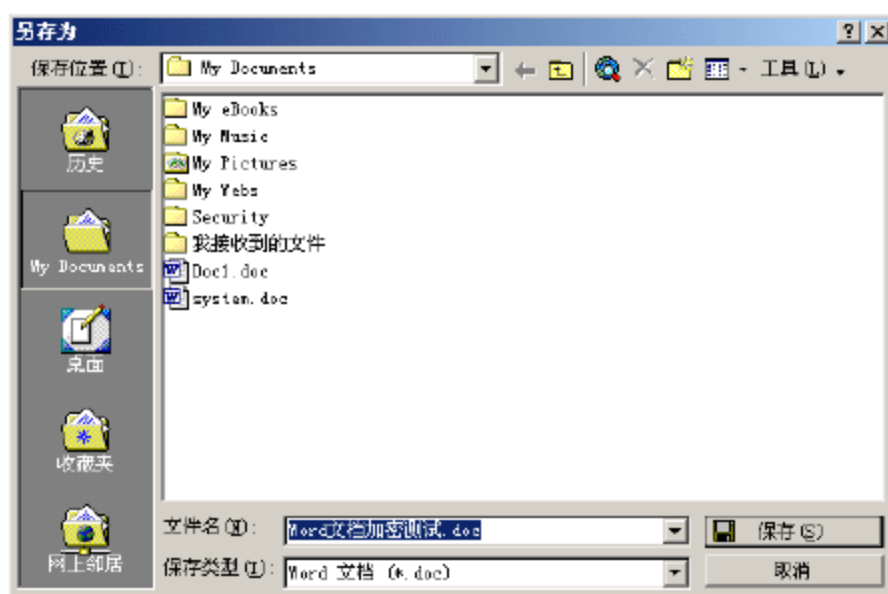 另存为
保存位置(I): My Documents 工具(L)
历史
My Documents
桌面
收藏夹
网上邻居
My eBooks
My Music
My Pictures
My Webs
Security
我接收到的文件
Doc1.doc
system.doc
文件名(N): Word文档加密测试.doc 保存(S)
保存类型(T): Word 文档 (*.doc) 取消